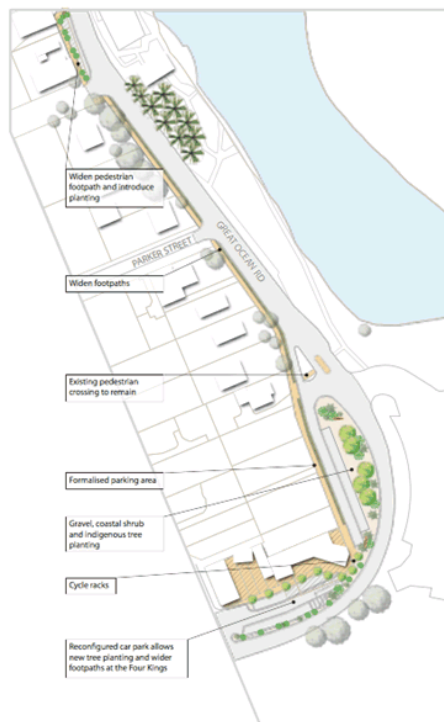 Widen pedestrian
footpath and introduce
planting
GREAT OCEAN RD
PARKER STREET
Widen footpaths
Existing pedestrian
crossing to remain
Formalised parking area
Gravel, coastal shrub
and indigenous tree
planting
Cycle racks
Reconfigured car park allows
new tree planting and wider
footpaths at the Four Kings